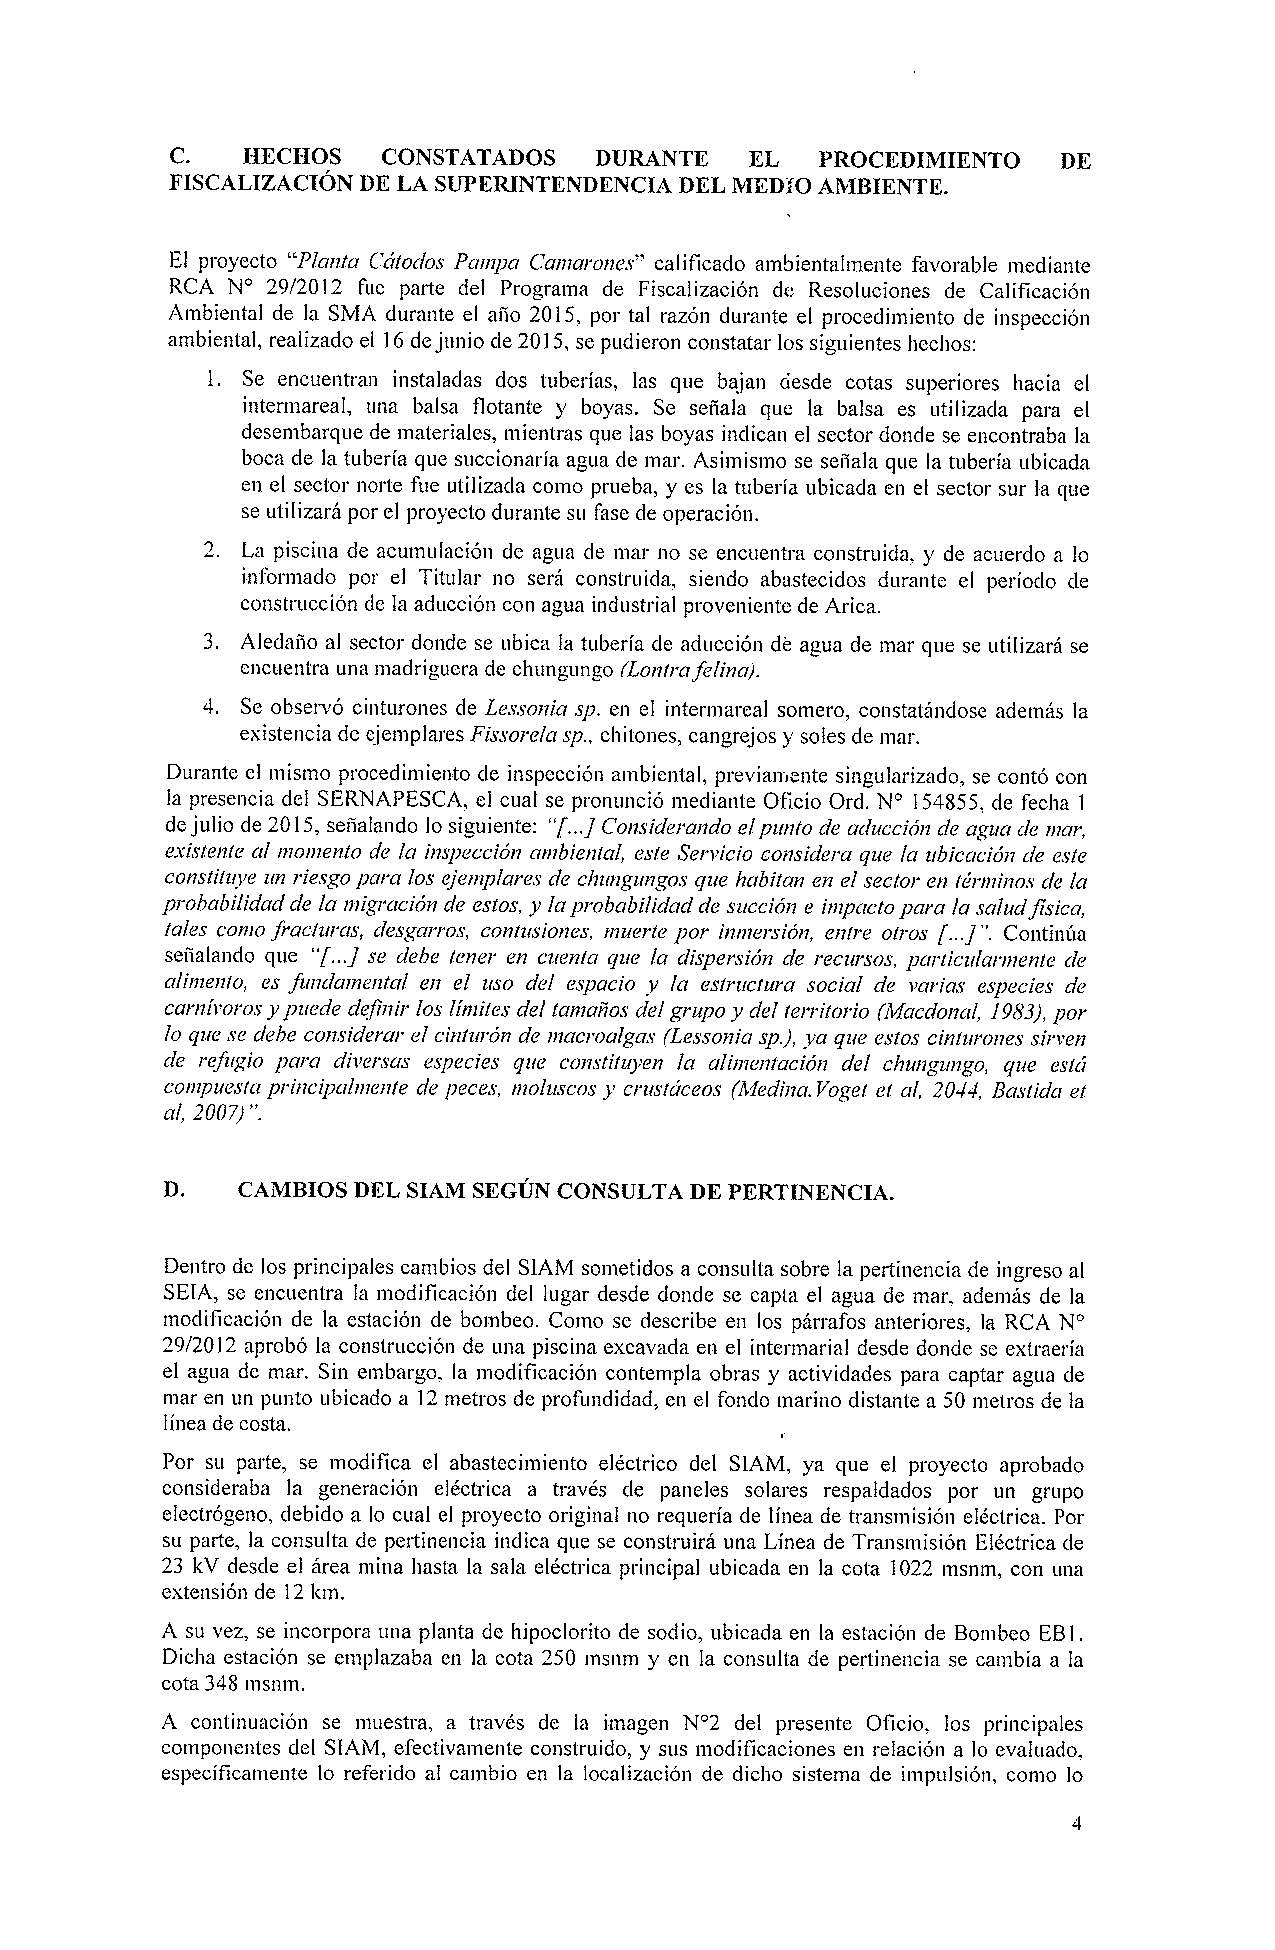 C. HECHOS CONSTATADOS DURANTE EL PROCEDIMIENTO DE
FISCALIZACIÓN DE LA SUPERINTENDENCIA DEL MEDIO AMBIENTE.
El proyecto “Planta Cátodos Pampa Camarones” calificado ambientalmente favorable mediante
RCA N° 29/2012 fue parte del Programa de Fiscalización de Resoluciones de Calificación
Ambiental de la SMA durante el año 2015, por tal razón durante el procedimiento de inspección
ambiental, realizado el 16 de junio de 2015, se pudieron constatar los siguientes hechos:
1. Se encuentran instaladas dos tuberías, las que bajan desde cotas superiores hacia el
intermareal, una balsa flotante y boyas. Se señala que la balsa es utilizada para el
desembarque de materiales, mientras que las boyas indican el sector donde se encontraba la
boca de la tubería que succionaría agua de mar. Asimismo se señala que la tubería ubicada
en el sector norte fue utilizada como prueba, y es la tubería ubicada en el sector sur la que
se utilizará por el proyecto durante su fase de operación.
2. La piscina de acumulación de agua de mar no se encuentra construida, y de acuerdo a lo
informado por el Titular no será construida, siendo abastecidos durante el período de
construcción de la aducción con agua industrial proveniente de Arica.
3. Aledaño al sector donde se ubica la tubería de aducción de agua de mar que se utilizará se
encuentra una madriguera de chungungo (Lontra felina).
4. Se observó cinturones de Lessonia sp. en el intermareal somero, constatándose además la
existencia de ejemplares Fissorela sp., chitones, cangrejos y soles de mar.
Durante el mismo procedimiento de inspección ambiental, previamente singularizado, se contó con
la presencia del SERNAPESCA, el cual se pronunció mediante Oficio Ord. N° 154855, de fecha 1
de julio de 2015, señalando lo siguiente: “[...] Considerando el punto de aducción de agua de mar,
existente al momento de la inspección ambiental, este Servicio considera que la ubicación de este
constituye un riesgo para los ejemplares de chungungos que habitan en el sector en términos de la
probabilidad de la migración de estos, y la probabilidad de succión e impacto para la salud física,
tales como fracturas, desgarros, contusiones, muerte por inmersión, entre otros [...]”. Continúa
señalando que “[...] se debe tener en cuenta que la dispersión de recursos, particularmente de
alimento, es fundamental en el uso del espacio y la estructura social de varias especies de
carnívoros y puede definir los límites del tamaños del grupo y del territorio (Macdonal, 1983), por
lo que se debe considerar el cinturón de macroalgas (Lessonia sp.), ya que estos cinturones sirven
de refugio para diversas especies que constituyen la alimentación del chungungo, que está
compuesta principalmente de peces, moluscos y crustáceos (Medina.Voget et al, 2044, Bastida et
al, 2007)”.
D. CAMBIOS DEL SIAM SEGÚN CONSULTA DE PERTINENCIA.
Dentro de los principales cambios del SIAM sometidos a consulta sobre la pertinencia de ingreso al
SEIA, se encuentra la modificación del lugar desde donde se capta el agua de mar, además de la
modificación de la estación de bombeo. Como se describe en los párrafos anteriores, la RCA N°
29/2012 aprobó la construcción de una piscina excavada en el intermarial desde donde se extraería
el agua de mar. Sin embargo, la modificación contempla obras y actividades para captar agua de
mar en un punto ubicado a 12 metros de profundidad, en el fondo marino distante a 50 metros de la
línea de costa.
Por su parte, se modifica el abastecimiento eléctrico del SIAM, ya que el proyecto aprobado
consideraba la generación eléctrica a través de paneles solares respaldados por un grupo
electrógeno, debido a lo cual el proyecto original no requería de línea de transmisión eléctrica. Por
su parte, la consulta de pertinencia indica que se construirá una Línea de Transmisión Eléctrica de
23 kV desde el área mina hasta la sala eléctrica principal ubicada en la cota 1022 msnm, con una
extensión de 12 km.
A su vez, se incorpora una planta de hipoclorito de sodio, ubicada en la estación de Bombeo EB1.
Dicha estación se emplazaba en la cota 250 msnm y en la consulta de pertinencia se cambia a la
cota 348 msnm.
A continuación se muestra, a través de la imagen N°2 del presente Oficio, los principales
componentes del SIAM, efectivamente construido, y sus modificaciones en relación a lo evaluado,
específicamente lo referido al cambio en la localización de dicho sistema de impulsión, como lo
4